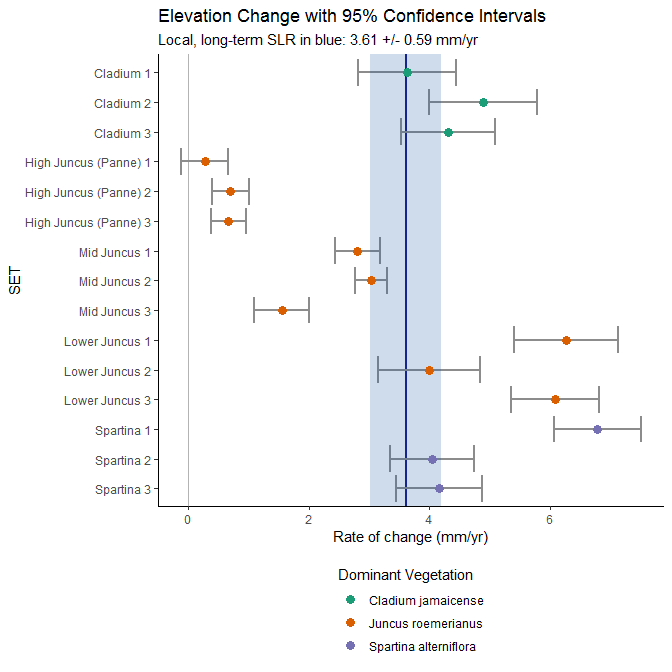 Elevation Change with 95% Confidence Intervals
Local, long-term SLR in blue: 3.61 +/- 0.59 mm/yr
SET
Cladium 1
Cladium 2
Cladium 3
High Juncus (Panne) 1
High Juncus (Panne) 2
High Juncus (Panne) 3
Mid Juncus 1
Mid Juncus 2
Mid Juncus 3
Lower Juncus 1
Lower Juncus 2
Lower Juncus 3
Spartina 1
Spartina 2
Spartina 3
0 2 4 6
Rate of change (mm/yr)
Dominant Vegetation
Cladium jamaicense
Juncus roemerianus
Spartina alterniflora